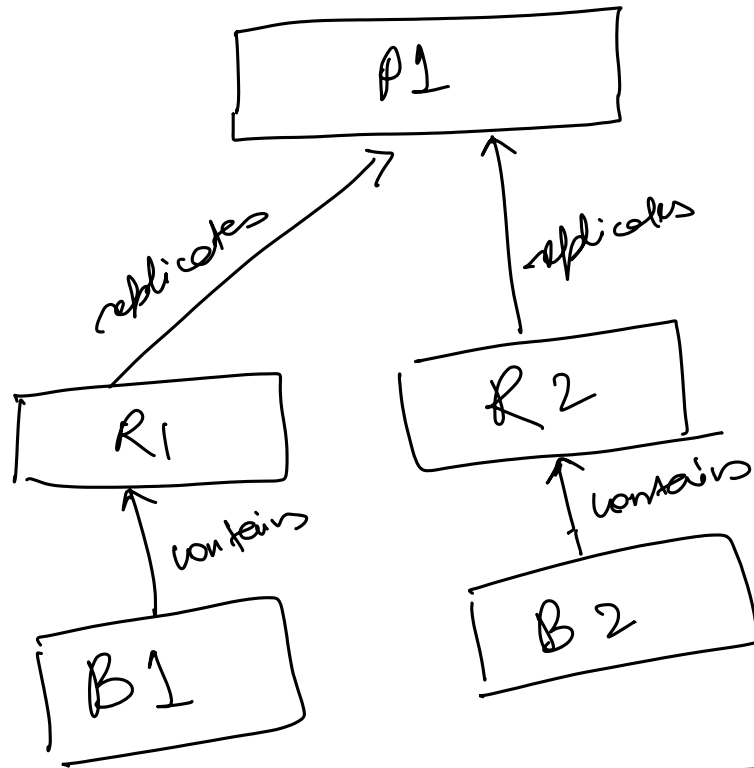 P1
replicates
replicates
R1
R2
contains
contains
B1
B2